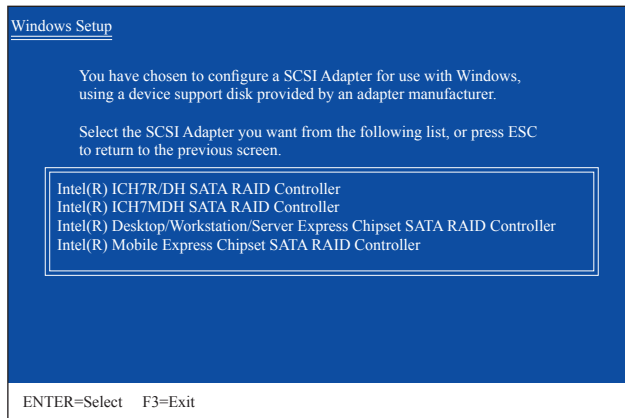 Windows Setup
You have chosen to configure a SCSI Adapter for use with Windows,
using a device support disk provided by an adapter manufacturer.
Select the SCSI Adapter you want from the following list, or press ESC
to return to the previous screen.
Intel(R) ICH7R/DH SATA RAID Controller
Intel(R) ICH7MDH SATA RAID Controller
Intel(R) Desktop/Workstation/Server Express Chipset SATA RAID Controller
Intel(R) Mobile Express Chipset SATA RAID Controller
ENTER=Select F3=Exit